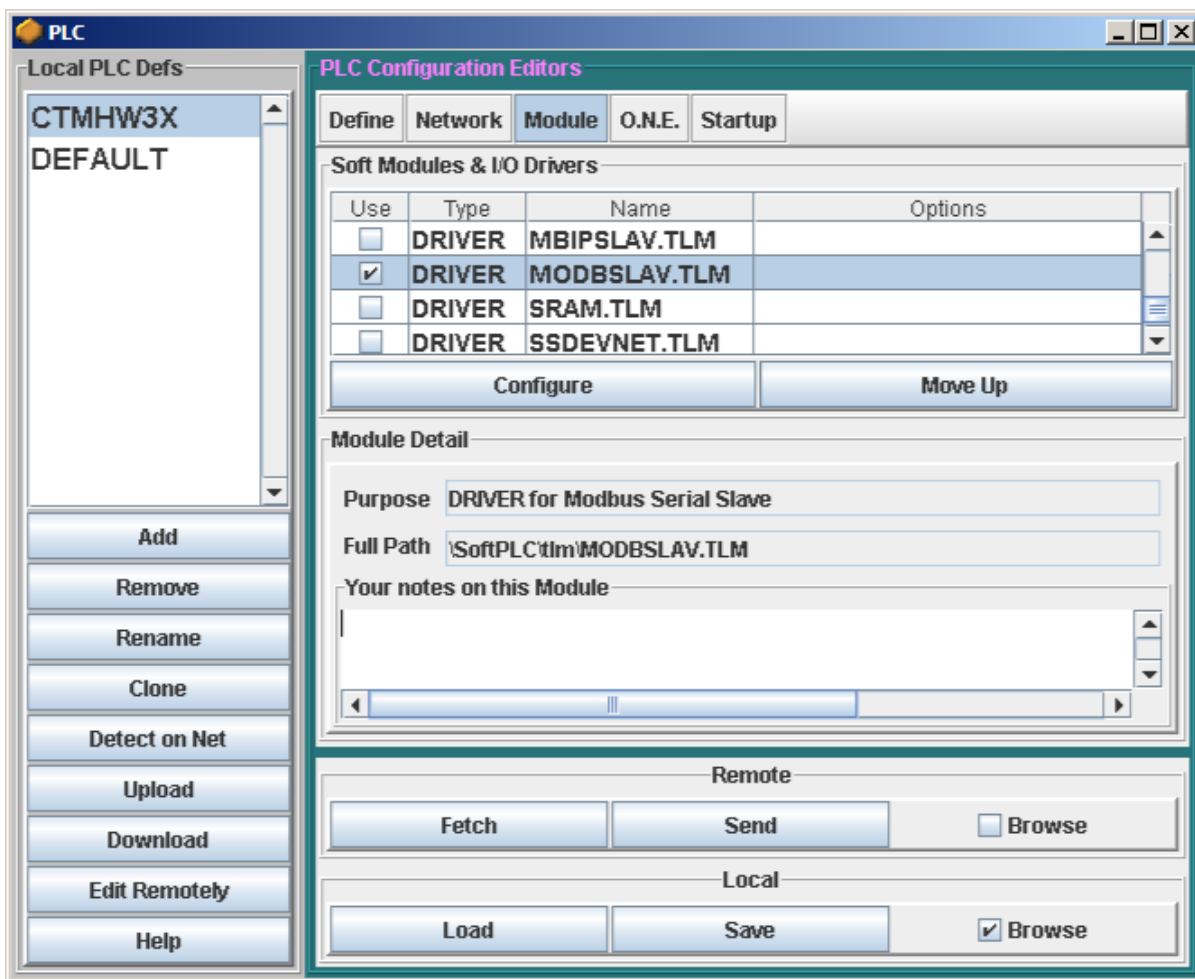 PLC
Local PLC Defs
CTMHW3X
DEFAULT
Add
Remove
Rename
Clone
Detect on Net
Upload
Download
Edit Remotely
Help
PLC Configuration Editors
Define Network Module O.N.E. Startup
Soft Modules & I/O Drivers
Use Type Name Options
DRIVER MBIPSLAV.TLM
DRIVER MODBSLAV.TLM
DRIVER SRAM.TLM
DRIVER SSDEVNET.TLM
Configure Move Up
Module Detail
Purpose DRIVER for Modbus Serial Slave
Full Path \SoftPLC\tlm\MODBSLAV.TLM
Your notes on this Module
Remote
Fetch Send Browse
Local
Load Save Browse